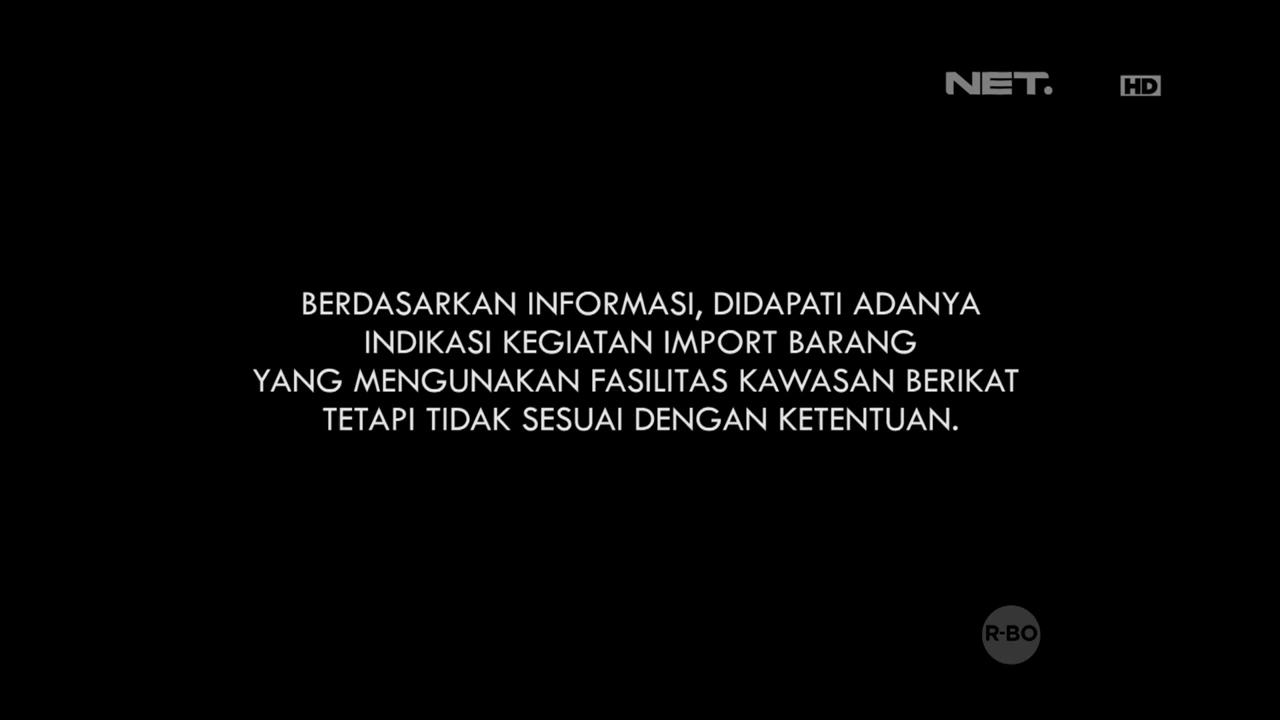 NET.
HD
BERDASARKAN INFORMASI, DIDAPATI ADANYA
INDIKASI KEGIATAN IMPORT BARANG
YANG MENGUNAKAN FASILITAS KAWASAN BERIKAT
TETAPI TIDAK SESUAI DENGAN KETENTUAN.
R-BO